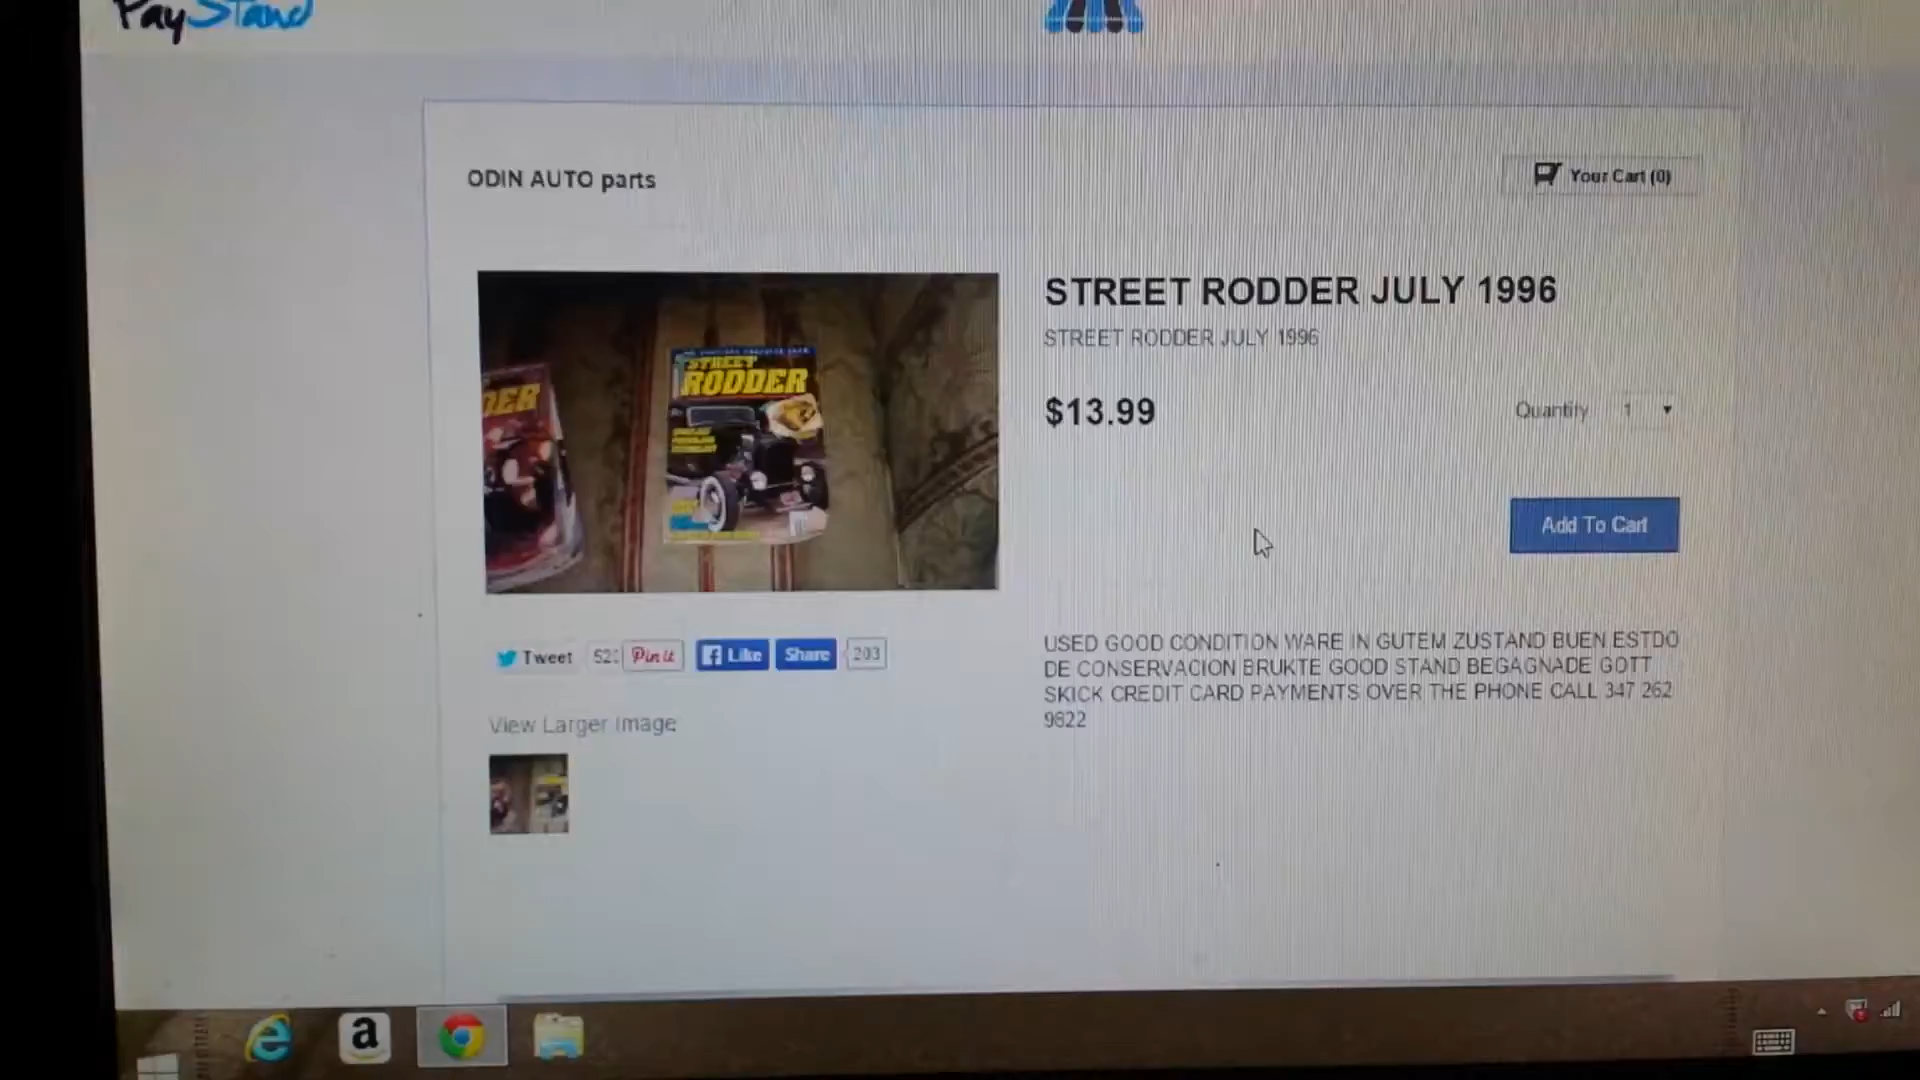 PayStand
ODIN AUTO parts
Your Cart (0)
STREET RODDER JULY 1996
STREET RODDER JULY 1996
$13.99
Quantity 1
STREET
RODDER
DER
Add To Cart
USED GOOD CONDITION WARE IN GUTEM ZUSTAND BUEN ESTDO
DE CONSERVACION BRUKTE GOOD STAND BEGAGNADE GOTT
SKICK CREDIT CARD PAYMENTS OVER THE PHONE CALL 347 262
9822
Tweet 52 Pin it Like Share 203
View Larger Image
a